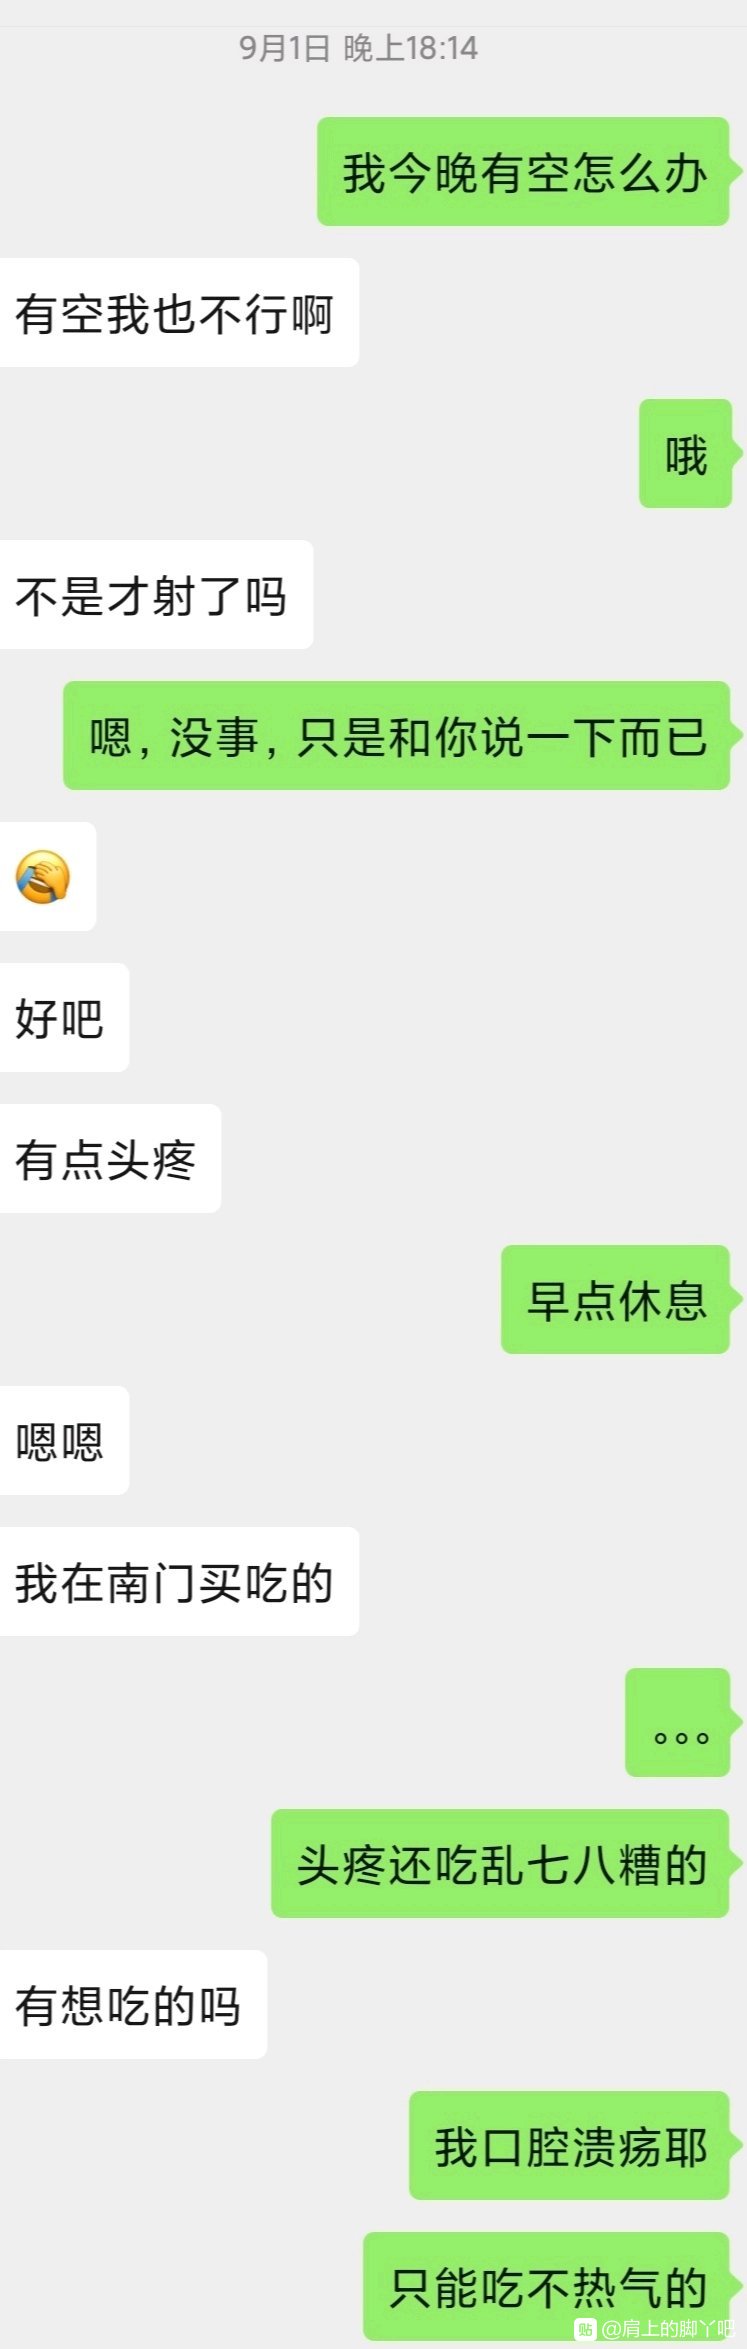 9月1日 晚上18:14
我今晚有空怎么办
有空我也不行啊
哦
不是才射了吗
嗯，没事，只是和你说一下而已
🤦
好吧
有点头疼
早点休息
嗯嗯
我在南门买吃的
。。。
头疼还吃乱七八糟的
有想吃的吗
我口腔溃疡耶
只能吃不热气的
贴 @肩上的脚丫吧